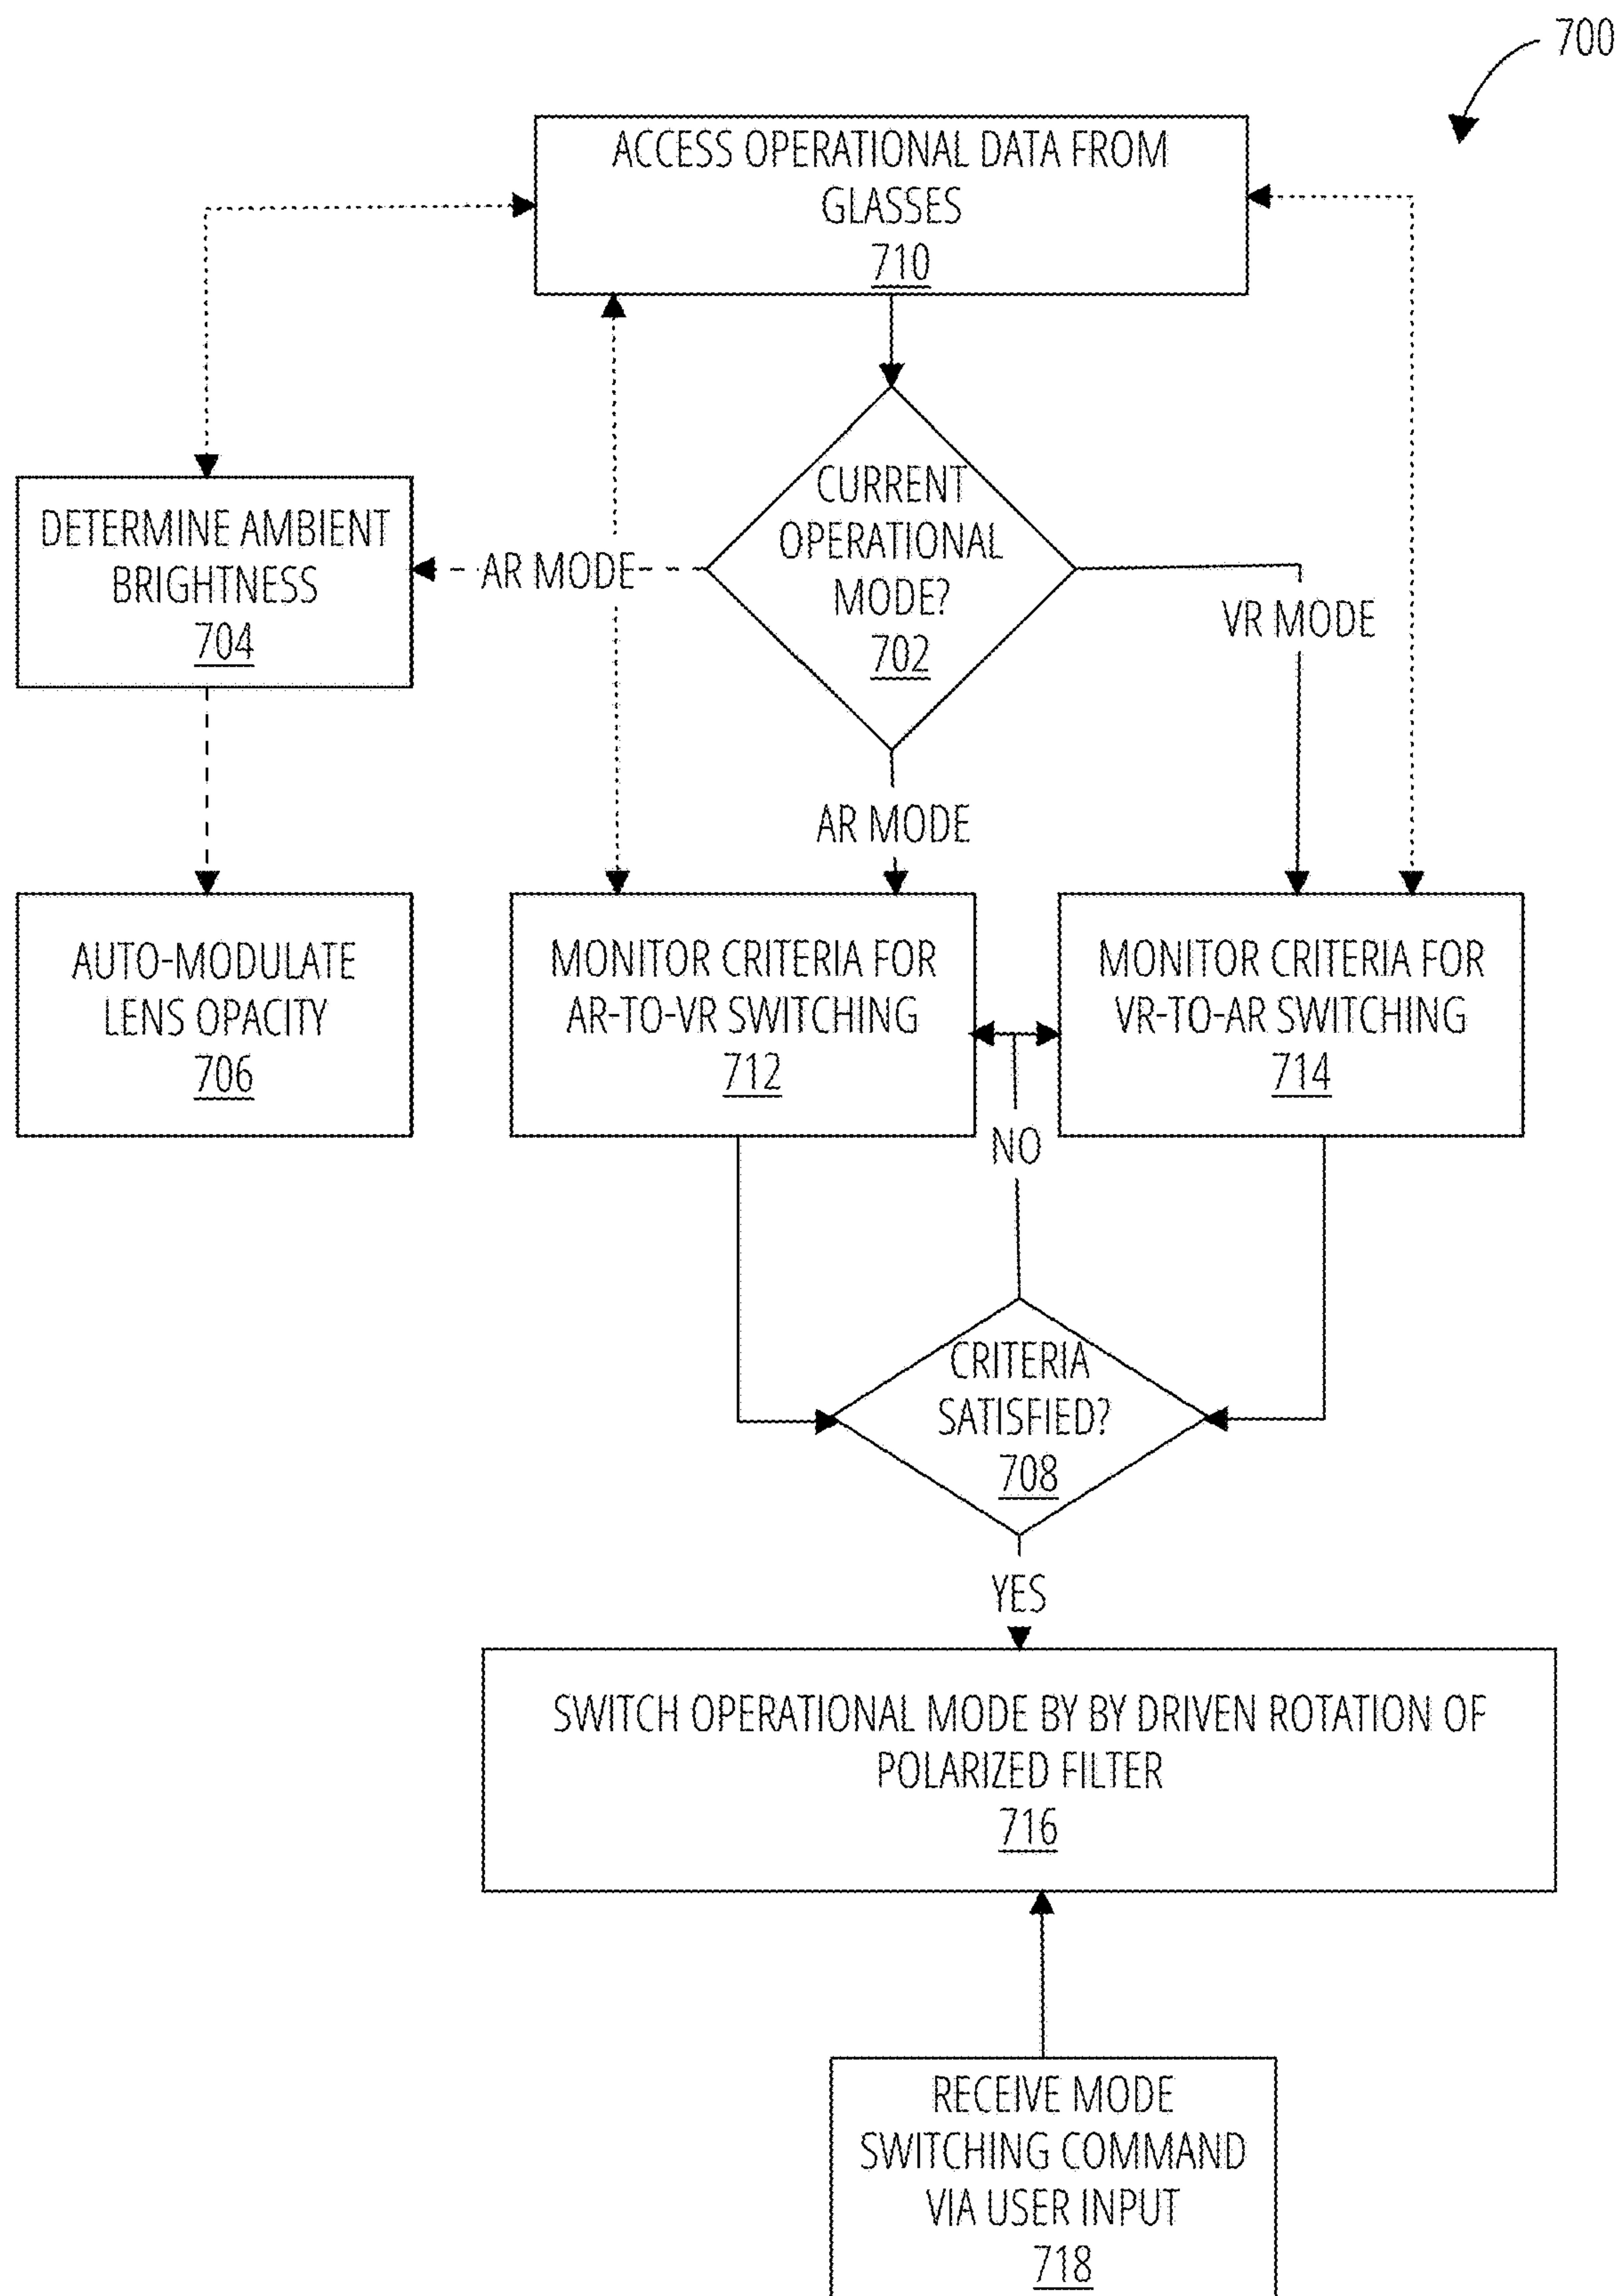 700
ACCESS OPERATIONAL DATA FROM
GLASSES
710
CURRENT
OPERATIONAL
MODE?
702
DETERMINE AMBIENT
BRIGHTNESS
704
AR MODE
VR MODE
AR MODE
AUTO-MODULATE
LENS OPACITY
706
MONITOR CRITERIA FOR
AR-TO-VR SWITCHING
712
MONITOR CRITERIA FOR
VR-TO-AR SWITCHING
714
NO
CRITERIA
SATISFIED?
708
YES
SWITCH OPERATIONAL MODE BY BY DRIVEN ROTATION OF
POLARIZED FILTER
716
RECEIVE MODE
SWITCHING COMMAND
VIA USER INPUT
718